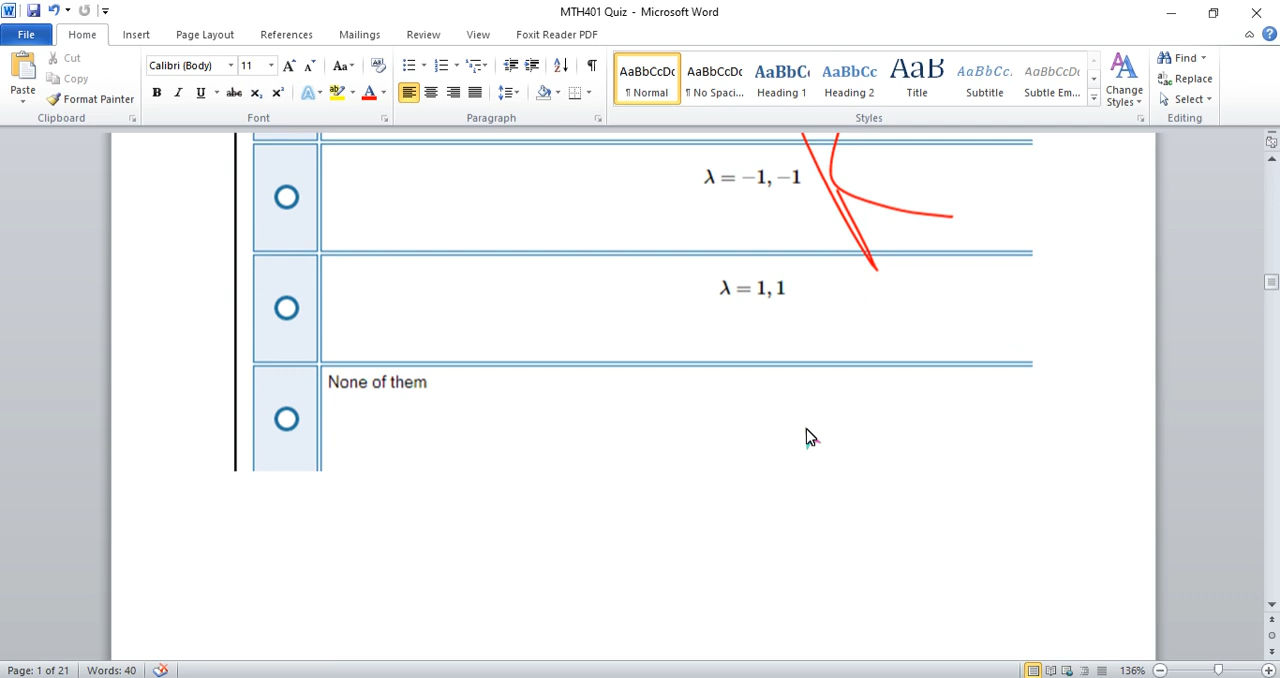 MTH401 Quiz - Microsoft Word
File Home Insert Page Layout References Mailings Review View Foxit Reader PDF
Paste
Cut
Copy
Format Painter
Clipboard
Calibri (Body) 11
Font
Paragraph
AaBbCcDc AaBbCcDc AaBbC AaBbCc AaB AaBbCcI. AaBbCcDc
¶ Normal ¶ No Spaci... Heading 1 Heading 2 Title Subtitle Subtle Em...
Styles
Change
Styles
Find
Replace
Select
Editing
λ = −1, −1
λ = 1, 1
None of them
Page: 1 of 21 Words: 40
136%